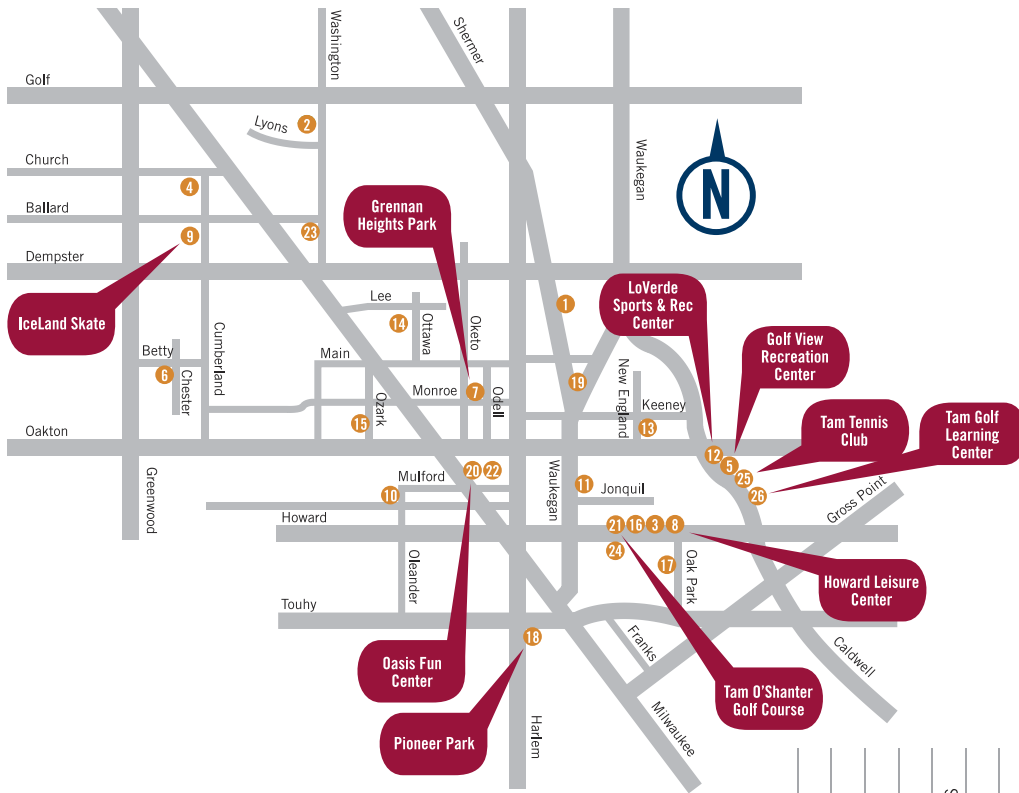 Washington
Shermer
Golf
Lyons
2
Waukegan
Church
4
N
Ballard
Grennan
Heights Park
9
23
Dempster
LoVerde
Sports & Rec
Center
IceLand Skate
Lee
1
14
Ottawa
Oketo
Golf View
Recreation
Center
Cumberland
Betty
Main
6
Chester
Monroe
7
Odell
19
New England
Keeney
Ozark
15
13
Tam Tennis
Club
Tam Golf
Learning
Center
Oakton
12
5
25
26
Greenwood
20
22
Mulford
10
Waukegan
11
Jonquil
Gross Point
Howard
21
16
3
8
24
17
Oak Park
Oleander
Howard Leisure
Center
Touhy
18
Franks
Caldwell
Oasis Fun
Center
Tam O'Shanter
Golf Course
Pioneer Park
Harlem
Milwaukee